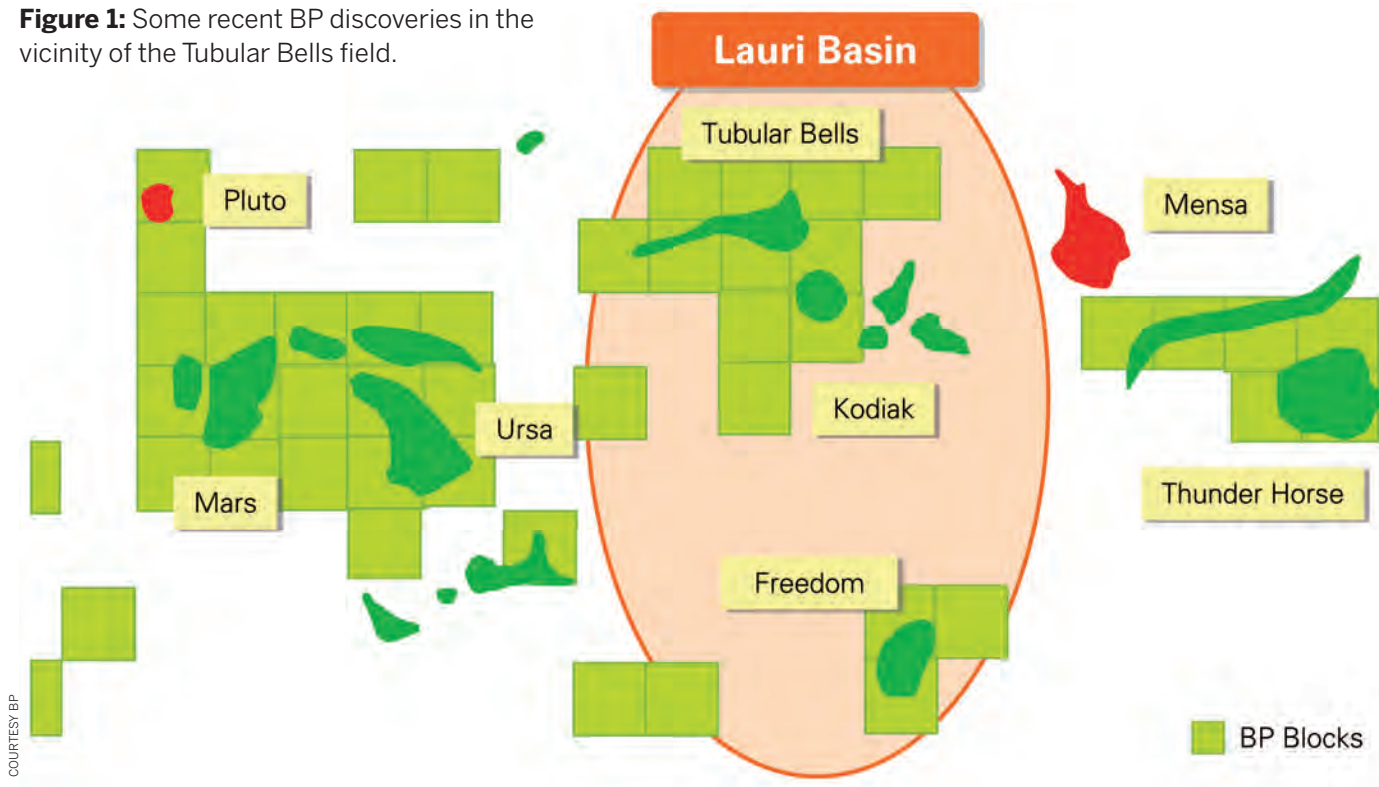 Figure 1: Some recent BP discoveries in the
vicinity of the Tubular Bells field.
Lauri Basin
Tubular Bells
Pluto
Mensa
Kodiak
Ursa
Mars
Thunder Horse
Freedom
BP Blocks
COURTESY BP